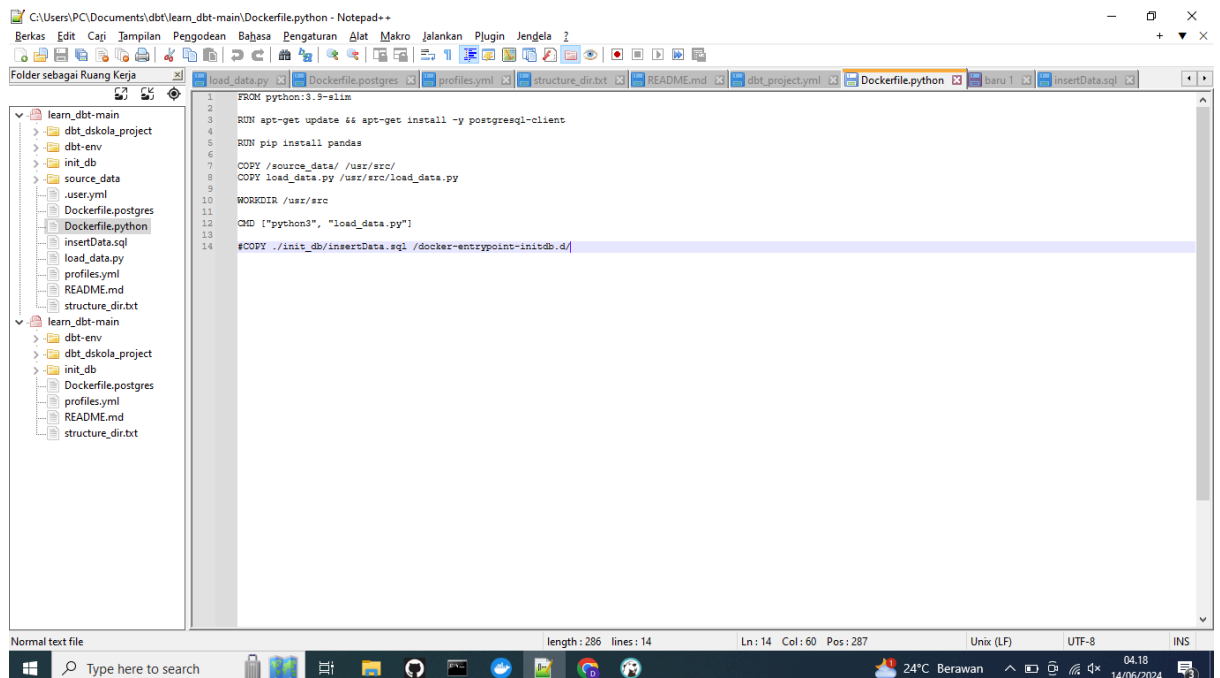 C:\Users\PC\Documents\dbt\learn_dbt-main\Dockerfile.python - Notepad++
Berkas Edit Cari Tampilan Pengodean Bahasa Pengaturan Alat Makro Jalankan Plugin Jendela ?
Folder sebagai Ruang Kerja
load_data.py Dockerfile.postgres profiles.yml structure_dir.txt README.md dbt_project.yml Dockerfile.python baru 1 insertData.sql
learn_dbt-main
dbt_dskola_project
dbt-env
init_db
source_data
.user.yml
Dockerfile.postgres
Dockerfile.python
insertData.sql
load_data.py
profiles.yml
README.md
structure_dir.txt
learn_dbt-main
dbt-env
dbt_dskola_project
init_db
Dockerfile.postgres
profiles.yml
README.md
structure_dir.txt
1 FROM python:3.9-slim
2
3 RUN apt-get update && apt-get install -y postgresql-client
4
5 RUN pip install pandas
6
7 COPY /source_data/ /usr/src/
8 COPY load_data.py /usr/src/load_data.py
9
10 WORKDIR /usr/src
11
12 CMD ["python3", "load_data.py"]
13
14 #COPY ./init_db/insertData.sql /docker-entrypoint-initdb.d/
Normal text file length : 286 lines : 14 Ln : 14 Col : 60 Pos : 287 Unix (LF) UTF-8 INS
Type here to search
24°C Berawan
04.18
14/06/2024